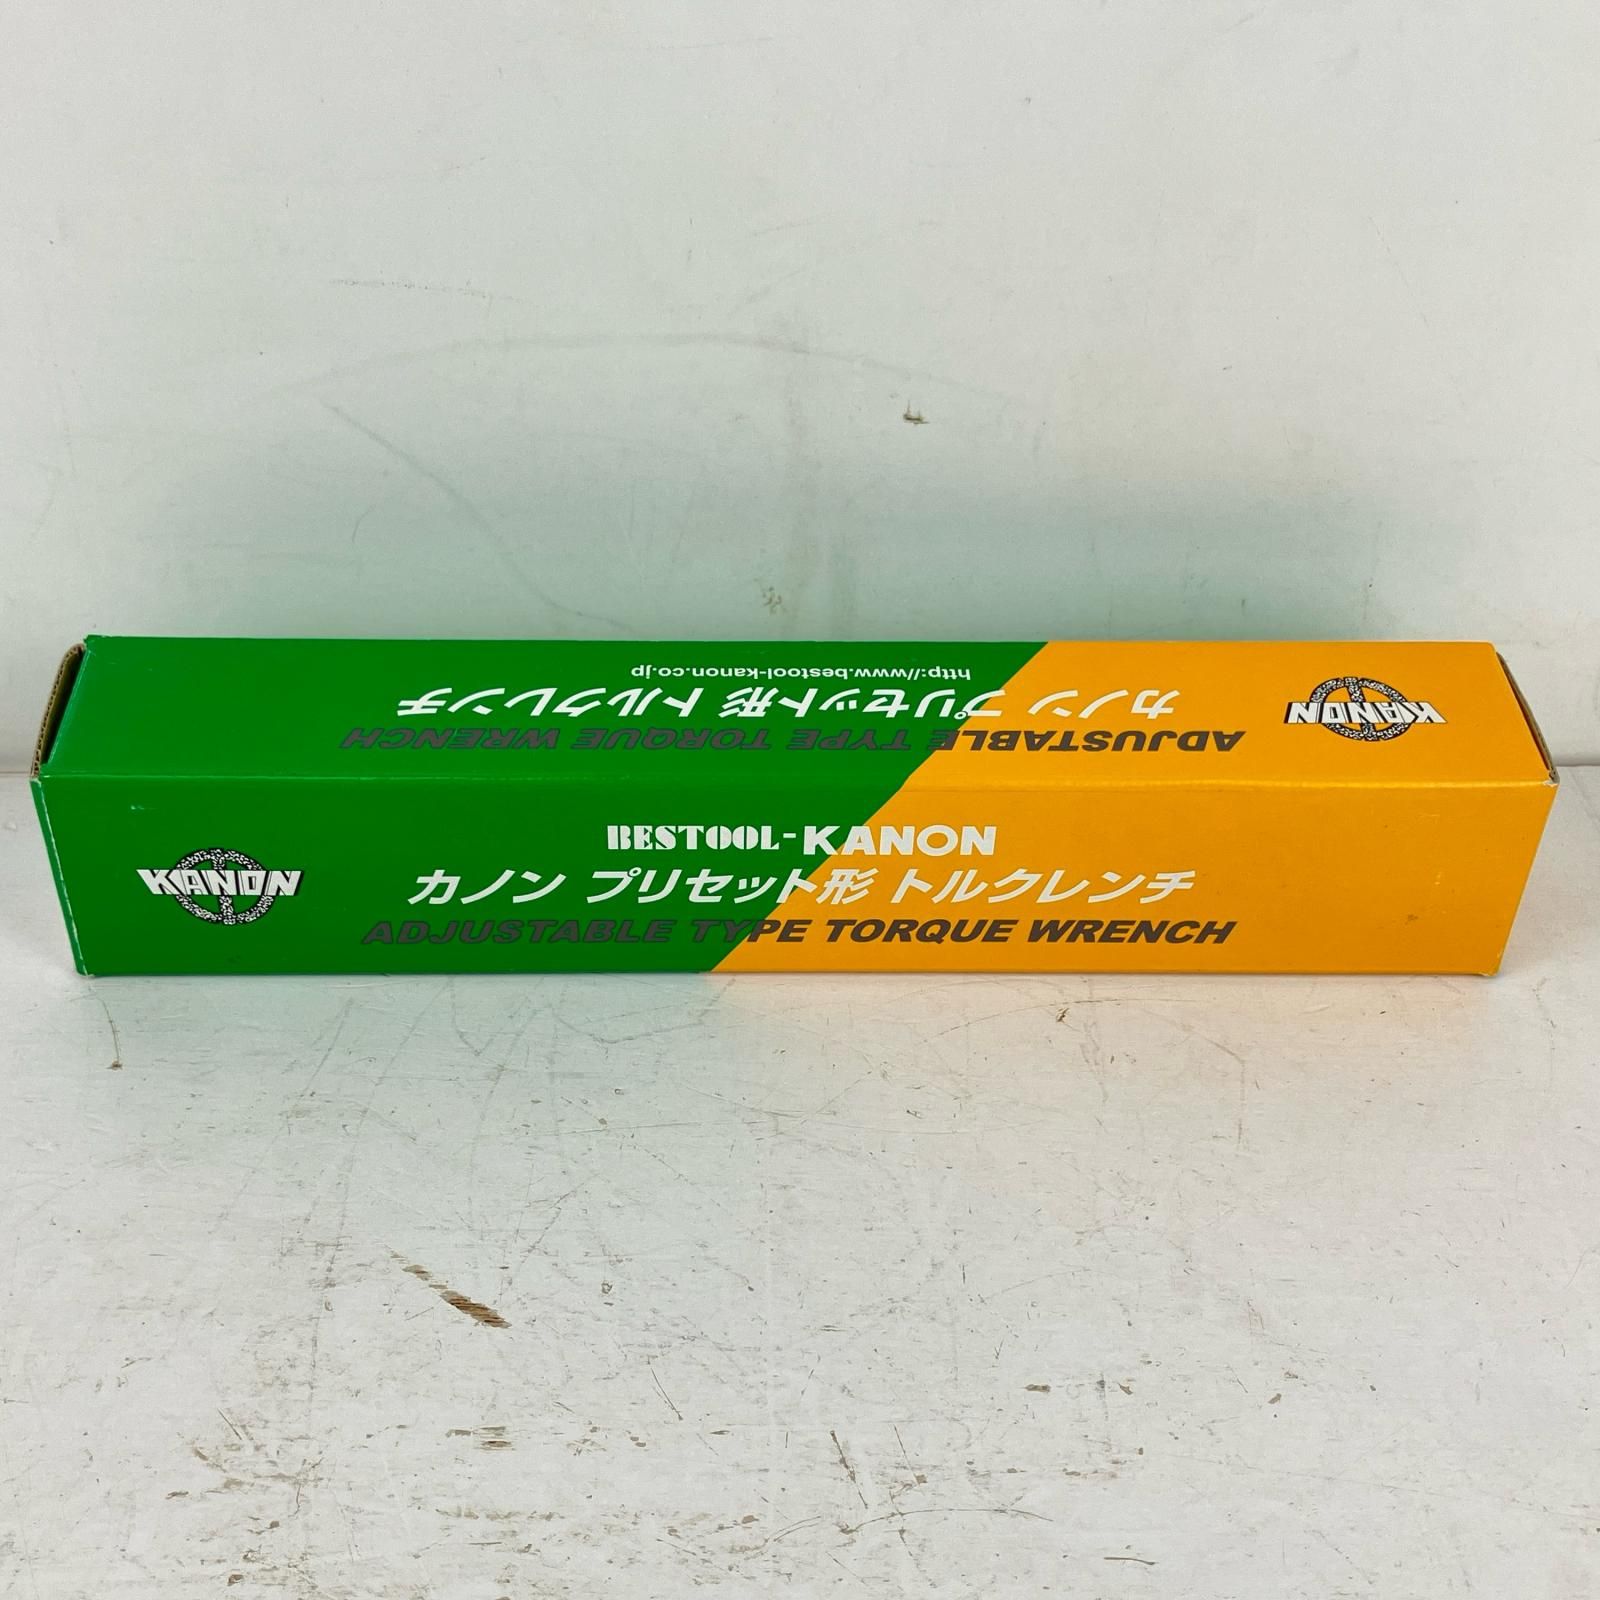 http://www.bestool-kanon.co.jp
カノン プリセット形 トルクレンチ
ADJUSTABLE TYPE TORQUE WRENCH
KANON
BESTOOL-KANON
カノン プリセット形 トルクレンチ
ADJUSTABLE TYPE TORQUE WRENCH
KANON